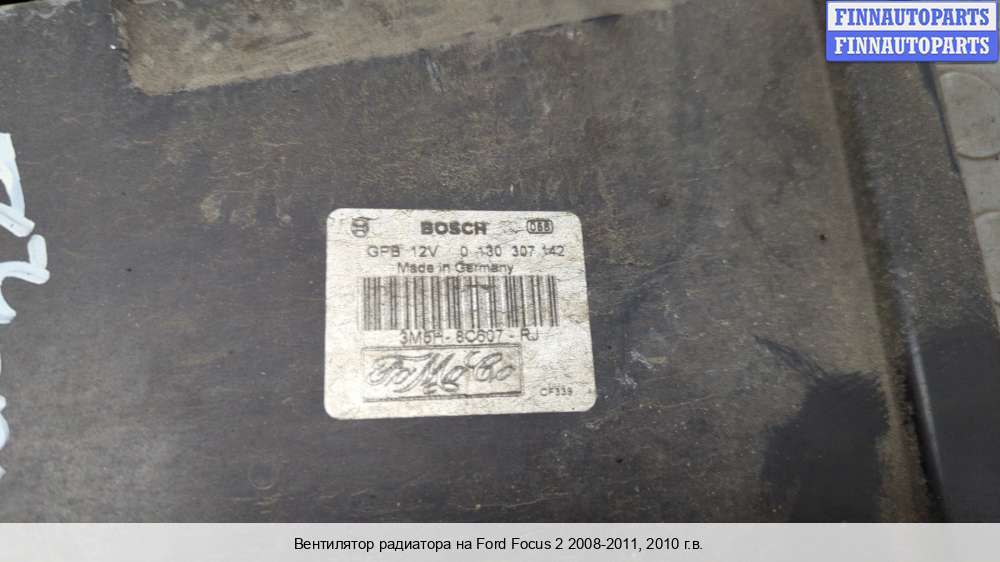 FINNAUTOPARTS
FINNAUTOPARTS
BOSCH 088
GPB 12V 0 130 307 142
Made in Germany
3M5H-8C607-RJ
FoMoCo
CF339
Вентилятор радиатора на Ford Focus 2 2008-2011, 2010 г.в.